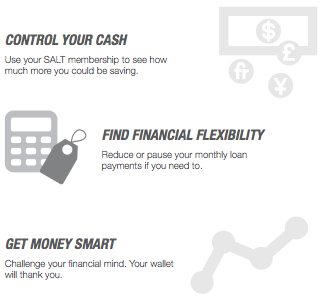 CONTROL YOUR CASH
Use your SALT membership to see how
much more you could be saving.
$
£
fr
¥
FIND FINANCIAL FLEXIBILITY
Reduce or pause your monthly loan
payments if you need to.
GET MONEY SMART
Challenge your financial mind. Your wallet
will thank you.